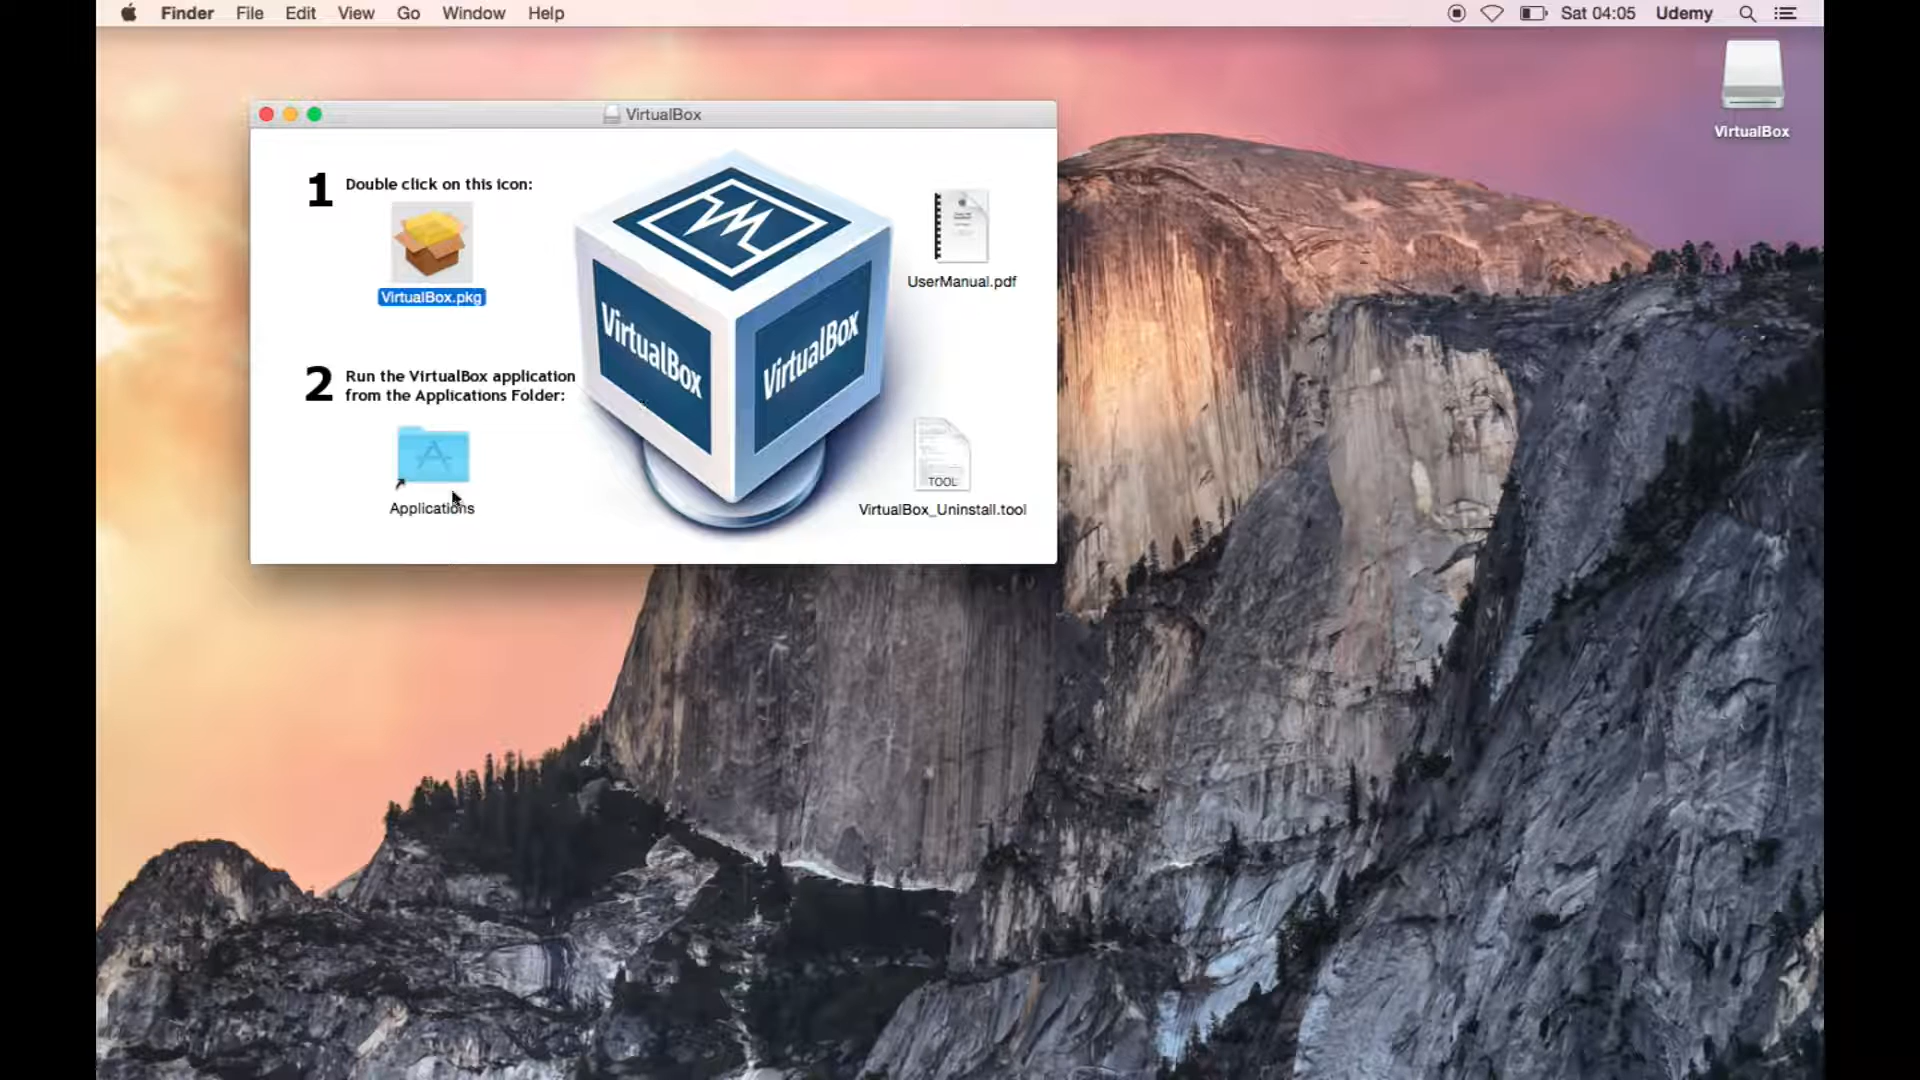 Finder File Edit View Go Window Help
Sat 04:05 Udemy
VirtualBox
VirtualBox
1 Double click on this icon:
VirtualBox.pkg
2 Run the VirtualBox application
from the Applications Folder:
Applications
VirtualBox
VirtualBox
UserManual.pdf
TOOL
VirtualBox_Uninstall.tool